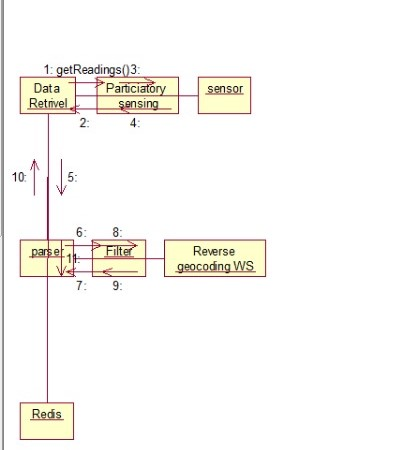 1: getReadings()3:
Data
Retrivel
Particiatory
sensing
sensor
2:
4:
10:
5:
6:
8:
parser
11:
Filter
Reverse
geocoding WS
7:
9:
Redis